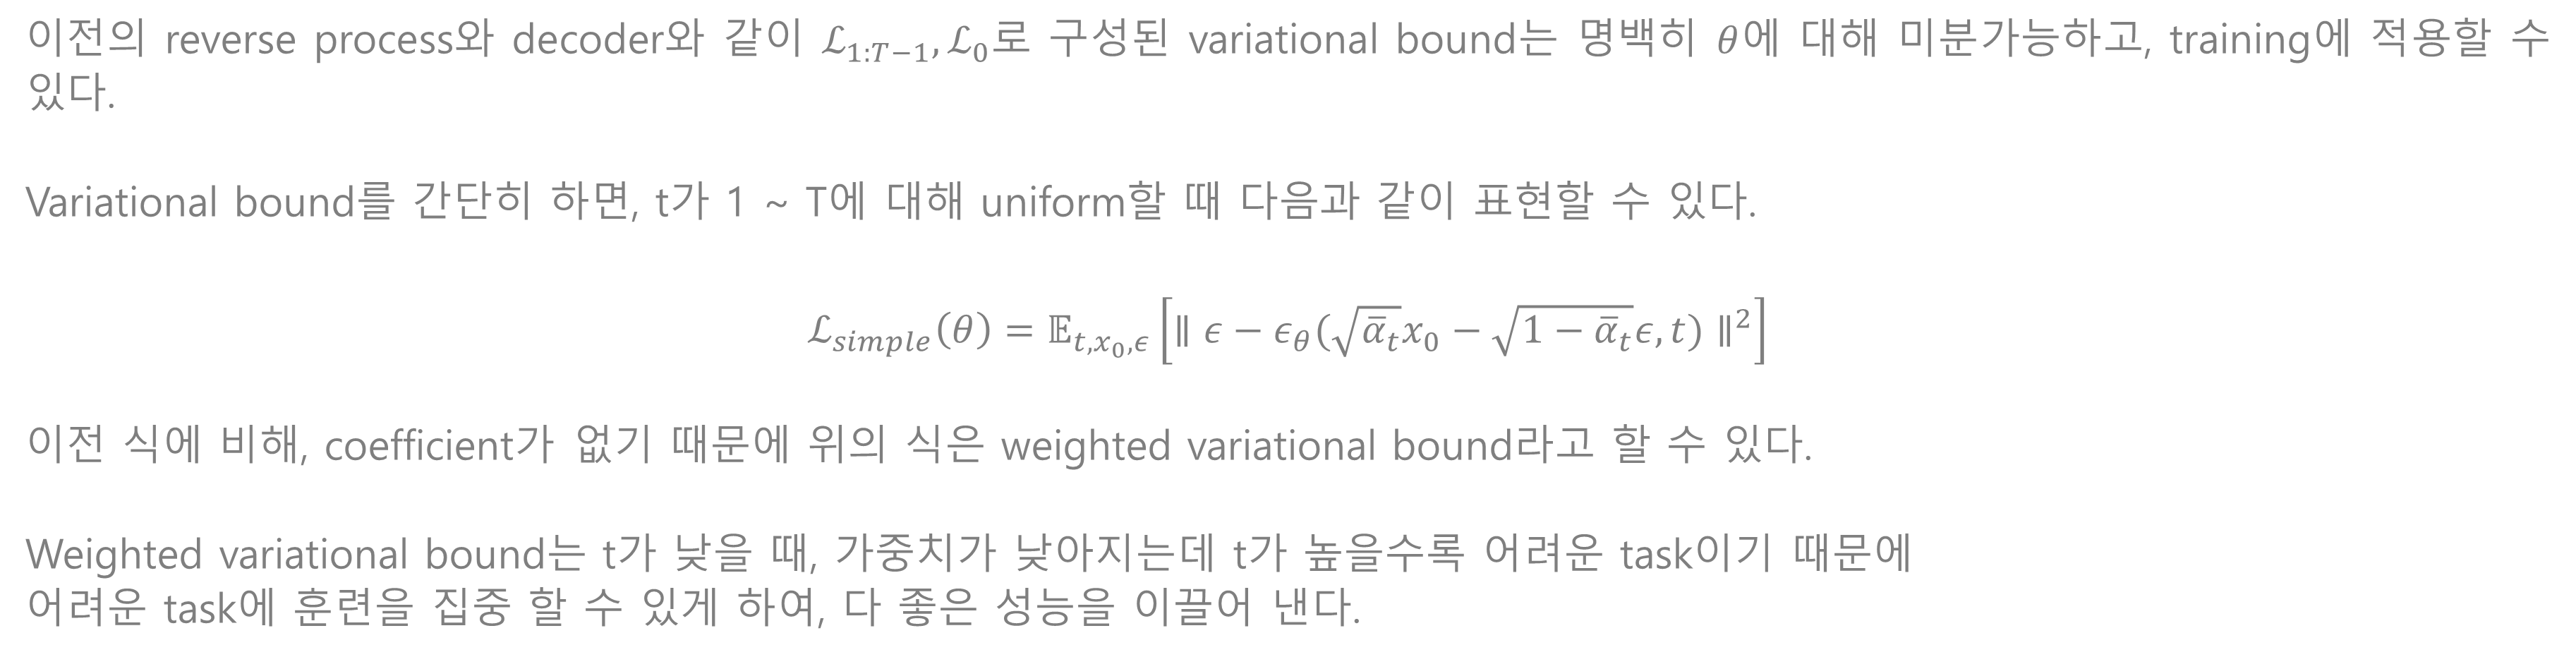 이전의 reverse process와 decoder와 같이 ℒ₁:T−₁, ℒ₀로 구성된 variational bound는 명백히 θ에 대해 미분가능하고, training에 적용할 수
있다.
Variational bound를 간단히 하면, t가 1 ~ T에 대해 uniform할 때 다음과 같이 표현할 수 있다.
ℒ_{simple}(θ) = 𝔼_{t,x₀,ϵ}[‖ ϵ − ϵ_θ(√(ᾱ_t)x₀ − √(1 − ᾱ_t)ϵ, t) ‖²]
이전 식에 비해, coefficient가 없기 때문에 위의 식은 weighted variational bound라고 할 수 있다.
Weighted variational bound는 t가 낮을 때, 가중치가 낮아지는데 t가 높을수록 어려운 task이기 때문에
어려운 task에 훈련을 집중 할 수 있게 하여, 다 좋은 성능을 이끌어 낸다.